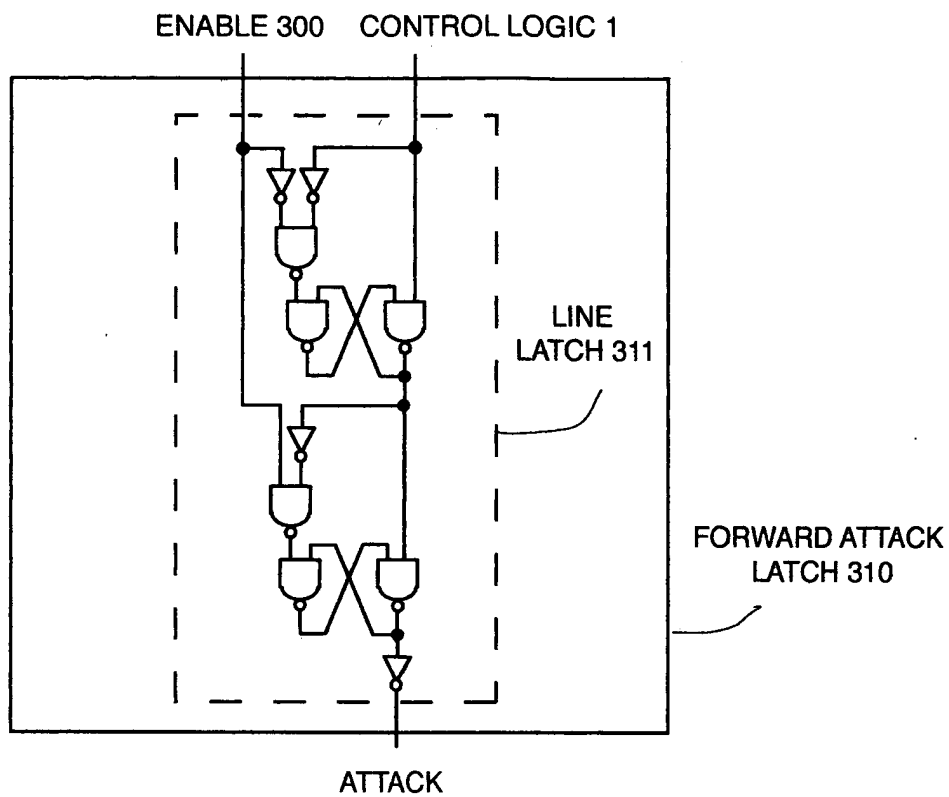 ENABLE 300
CONTROL LOGIC 1
LINE
LATCH 311
FORWARD ATTACK
LATCH 310
ATTACK